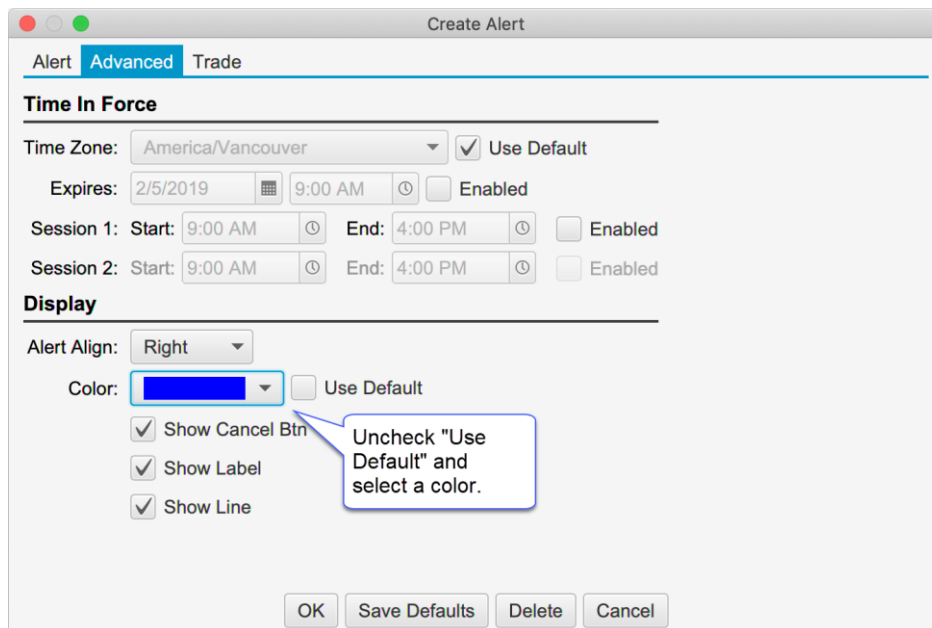 Create Alert
Alert Advanced Trade
Time In Force
Time Zone: America/Vancouver Use Default
Expires: 2/5/2019 9:00 AM Enabled
Session 1: Start: 9:00 AM End: 4:00 PM Enabled
Session 2: Start: 9:00 AM End: 4:00 PM Enabled
Display
Alert Align: Right
Color: Use Default
Show Cancel Btn
Uncheck "Use
Default" and
select a color.
Show Label
Show Line
OK Save Defaults Delete Cancel